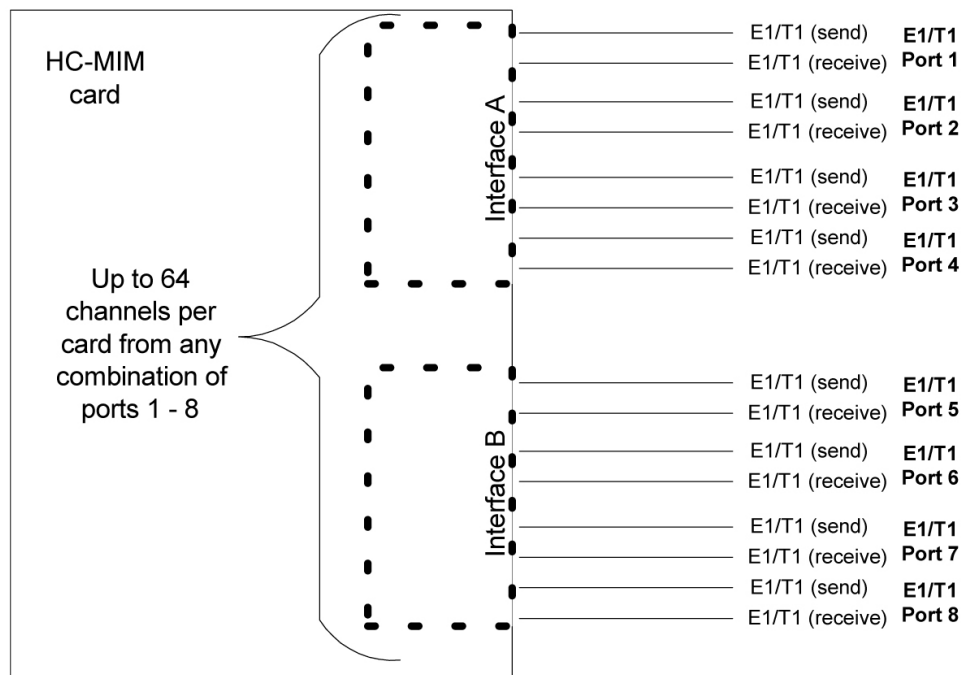 HC-MIM
card
Up to 64
channels per
card from any
combination of
ports 1 - 8
Interface A
E1/T1 (send)
E1/T1
E1/T1 (receive)
Port 1
E1/T1 (send)
E1/T1
E1/T1 (receive)
Port 2
E1/T1 (send)
E1/T1
E1/T1 (receive)
Port 3
E1/T1 (send)
E1/T1
E1/T1 (receive)
Port 4
Interface B
E1/T1 (send)
E1/T1
E1/T1 (receive)
Port 5
E1/T1 (send)
E1/T1
E1/T1 (receive)
Port 6
E1/T1 (send)
E1/T1
E1/T1 (receive)
Port 7
E1/T1 (send)
E1/T1
E1/T1 (receive)
Port 8